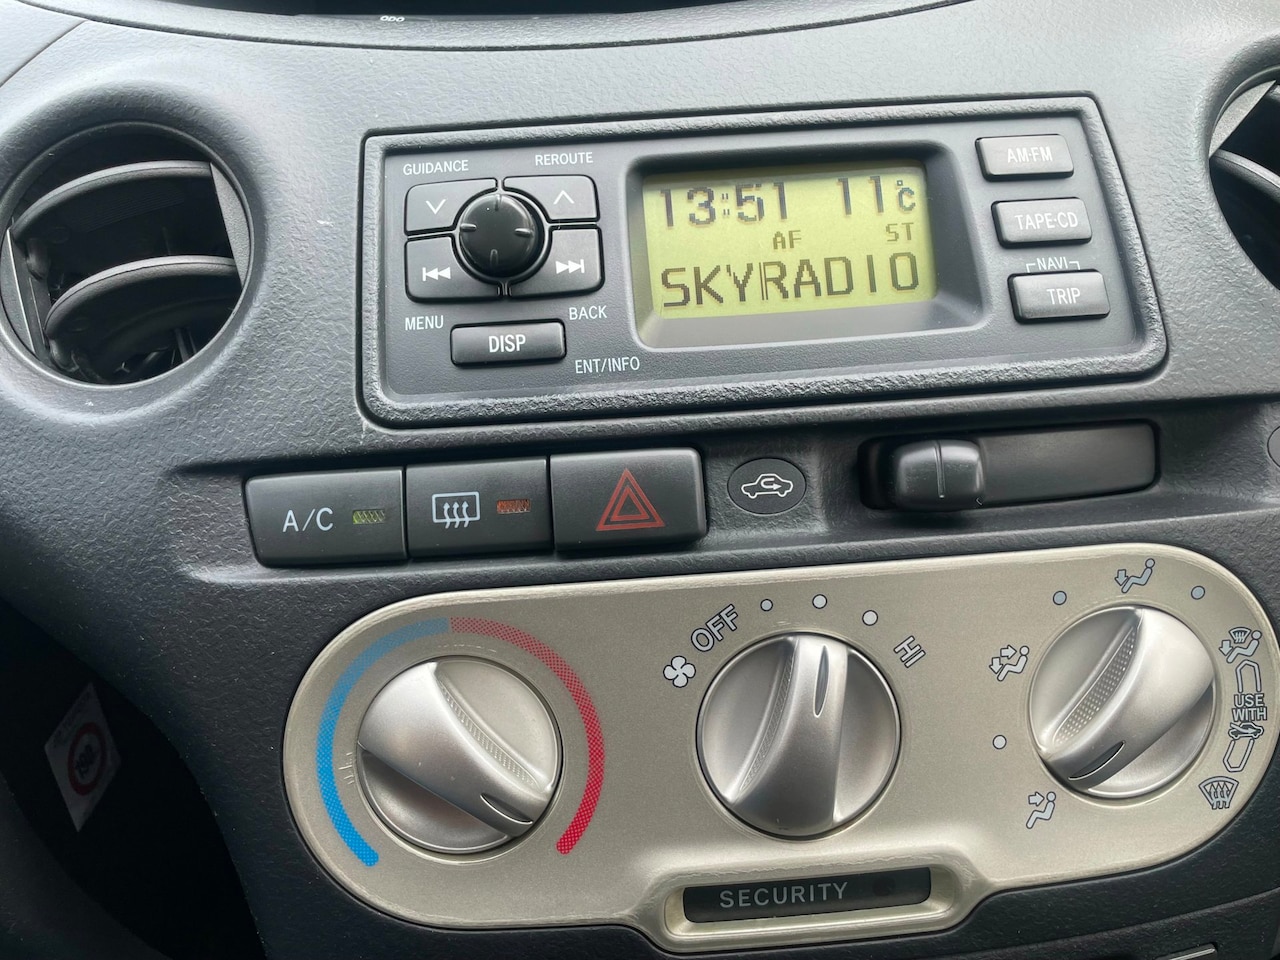 ODO
GUIDANCE
REROUTE
MENU
BACK
DISP
ENT/INFO
13:51 11°C
AF ST
SKYRADIO
AM·FM
TAPE·CD
NAVI
TRIP
A/C
OFF
HI
USE
WITH
SECURITY